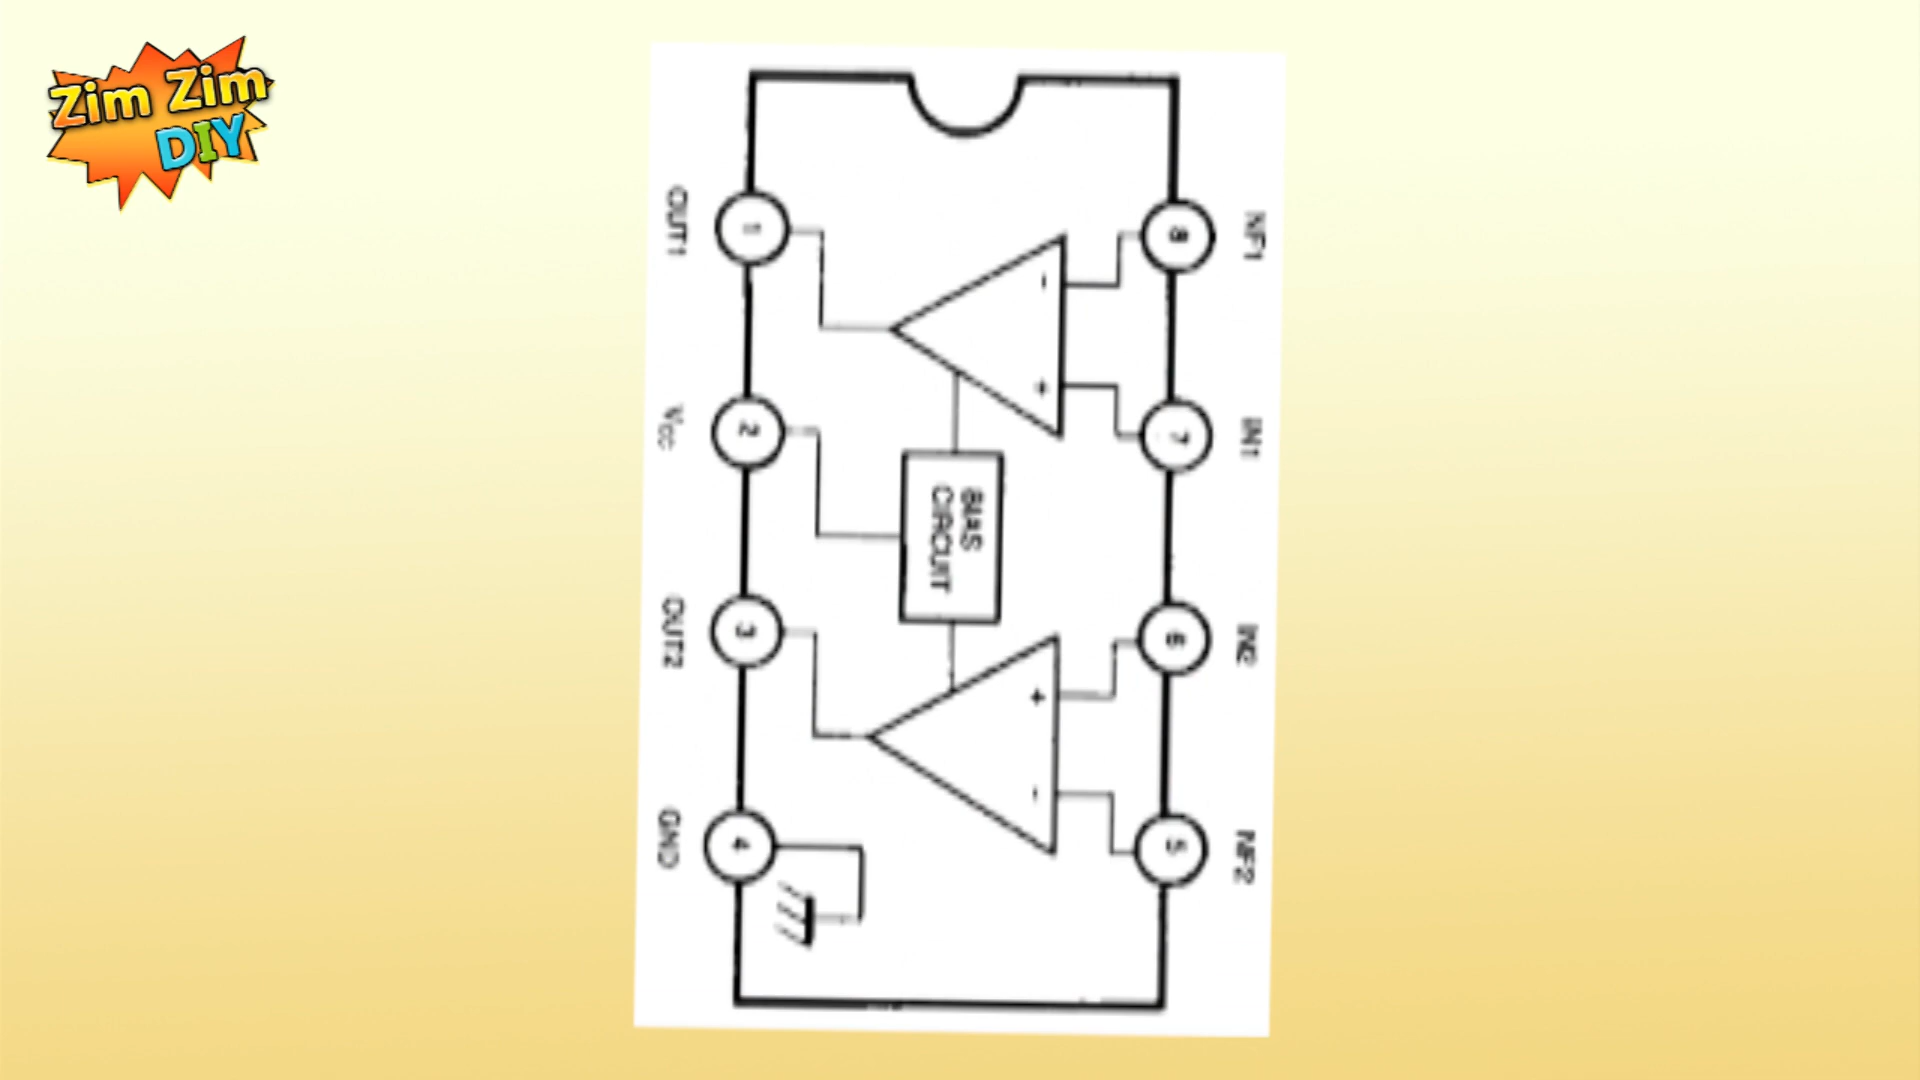 Zim Zim
DIY
OUT1
1
8
NF1
Vcc
2
7
IN1
BIAS
CIRCUIT
OUT2
3
6
IN2
GND
4
5
NF2